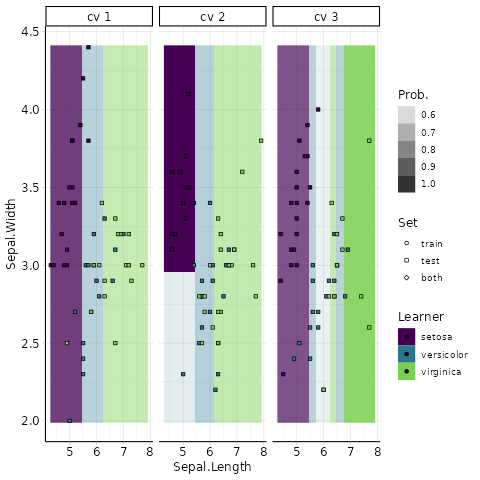 cv 1 cv 2 cv 3
4.5
4.0
3.5
3.0
2.5
2.0
Sepal.Width
5 6 7 8 5 6 7 8 5 6 7 8
Sepal.Length
Prob.
0.6
0.7
0.8
0.9
1.0
Set
train
test
both
Learner
setosa
versicolor
virginica